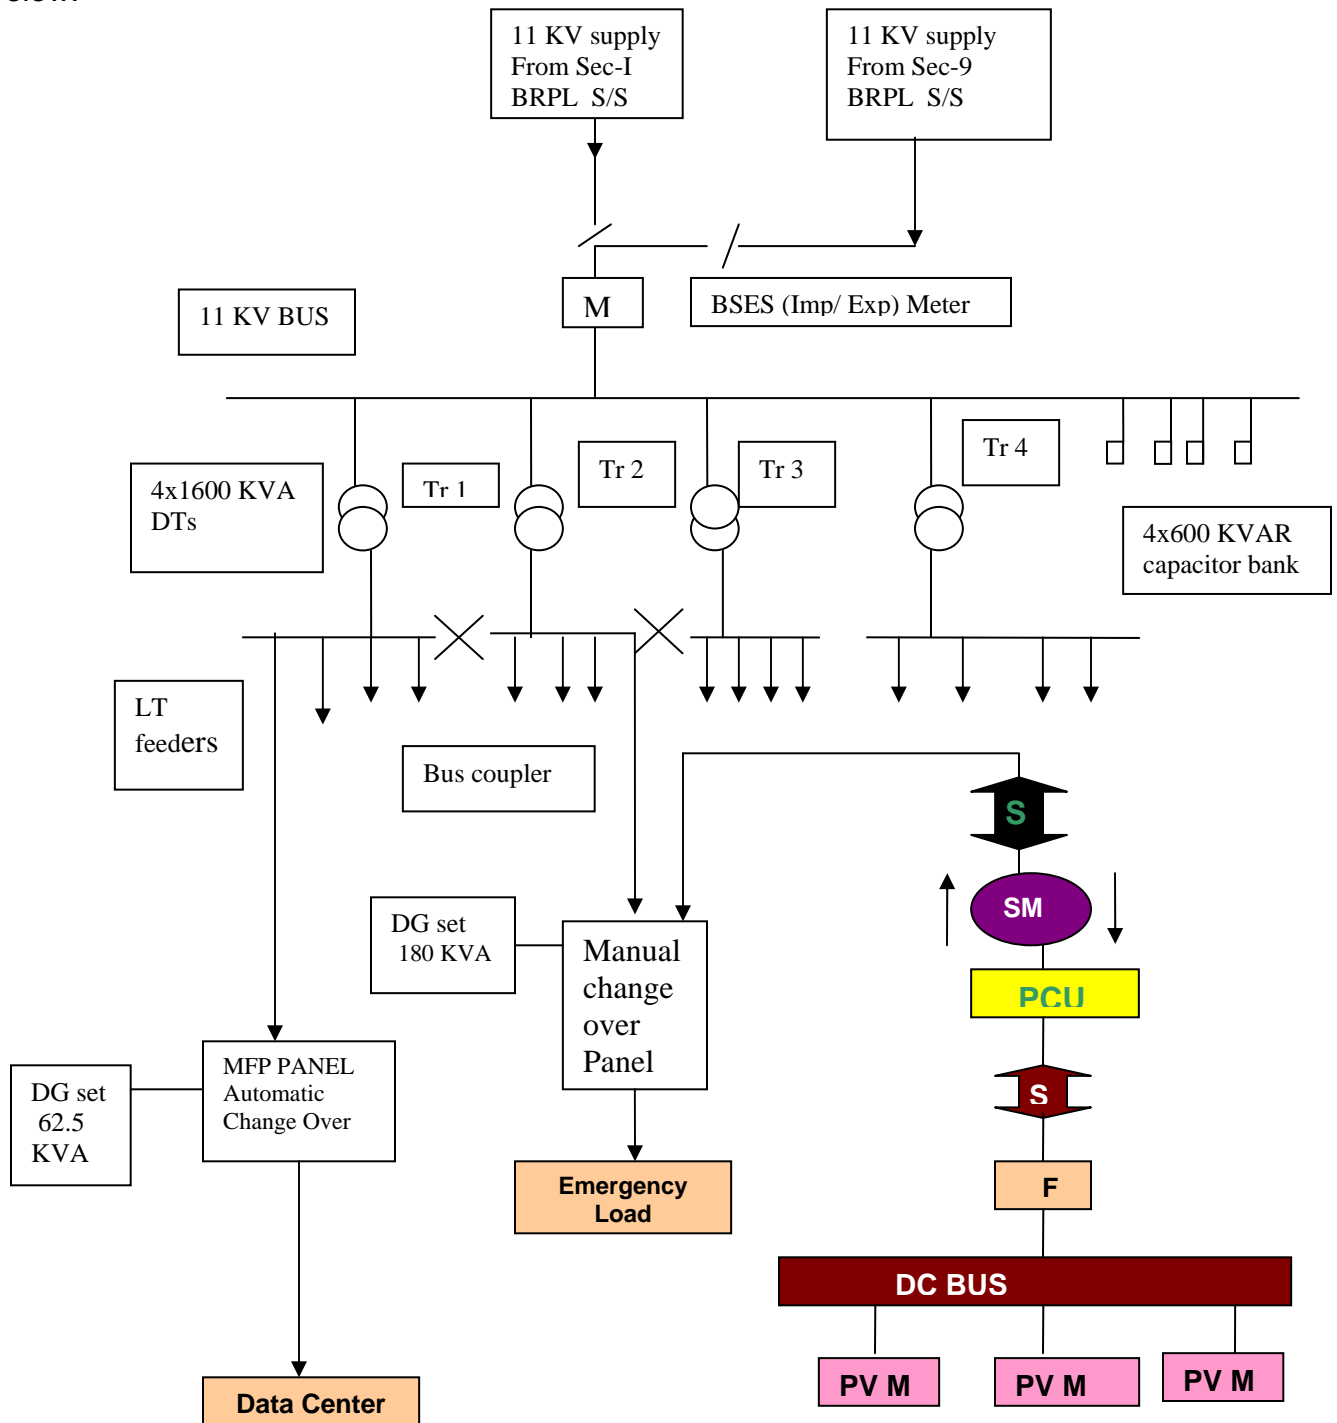 11 KV supply
From Sec-I
BRPL S/S
11 KV supply
From Sec-9
BRPL S/S
11 KV BUS
M
BSES (Imp/ Exp) Meter
4x1600 KVA
DTs
Tr 1
Tr 2
Tr 3
Tr 4
4x600 KVAR
capacitor bank
LT
feeders
Bus coupler
S
SM
DG set
180 KVA
Manual
change
over
Panel
PCU
MFP PANEL
Automatic
Change Over
DG set
62.5
KVA
S
Emergency
Load
F
DC BUS
PV M
PV M
PV M
Data Center